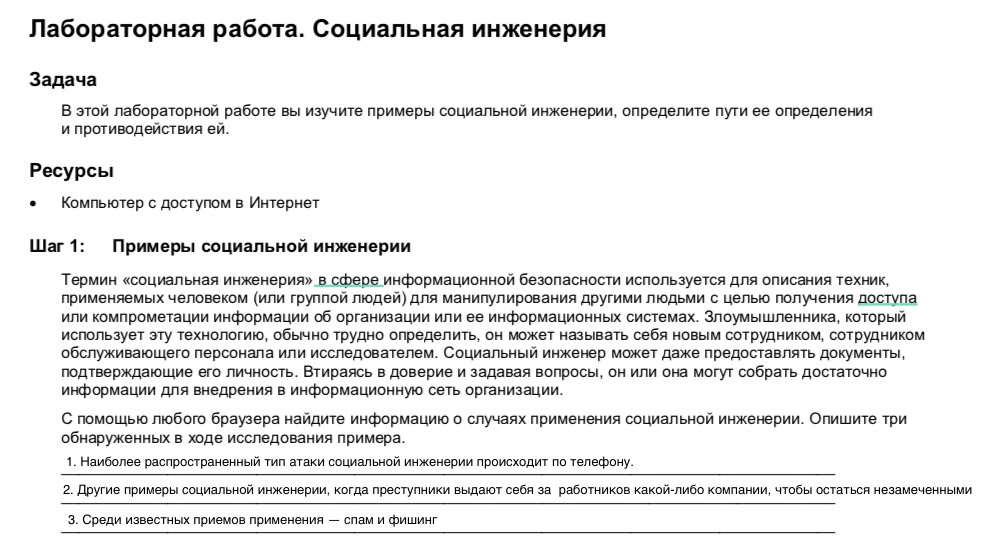 Лабораторная работа. Социальная инженерия
Задача
В этой лабораторной работе вы изучите примеры социальной инженерии, определите пути ее определения
и противодействия ей.
Ресурсы
• Компьютер с доступом в Интернет
Шаг 1: Примеры социальной инженерии
Термин «социальная инженерия» в сфере информационной безопасности используется для описания техник,
применяемых человеком (или группой людей) для манипулирования другими людьми с целью получения доступа
или компрометации информации об организации или ее информационных системах. Злоумышленника, который
использует эту технологию, обычно трудно определить, он может называть себя новым сотрудником, сотрудником
обслуживающего персонала или исследователем. Социальный инженер может даже предоставлять документы,
подтверждающие его личность. Втираясь в доверие и задавая вопросы, он или она могут собрать достаточно
информации для внедрения в информационную сеть организации.
С помощью любого браузера найдите информацию о случаях применения социальной инженерии. Опишите три
обнаруженных в ходе исследования примера.
1. Наиболее распространенный тип атаки социальной инженерии происходит по телефону.
2. Другие примеры социальной инженерии, когда преступники выдают себя за работников какой-либо компании, чтобы остаться незамеченными
3. Среди известных приемов применения — спам и фишинг